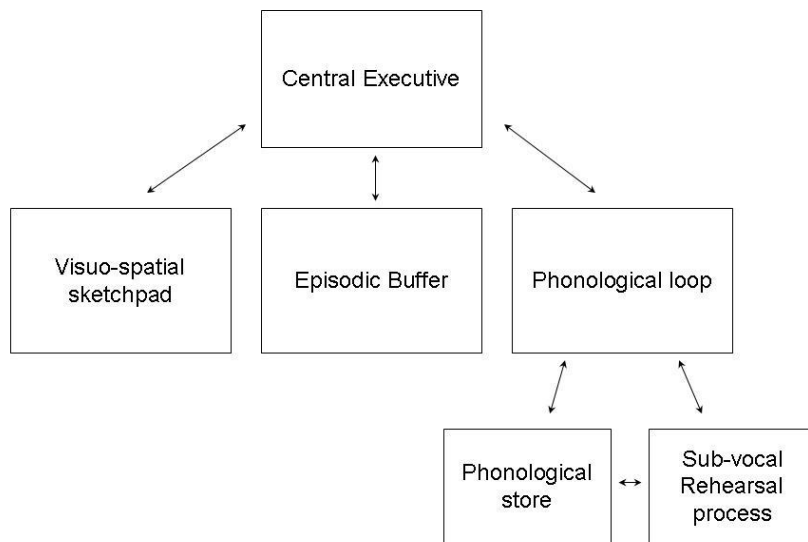 Central Executive
Visuo-spatial
sketchpad
Episodic Buffer
Phonological loop
Phonological
store
Sub-vocal
Rehearsal
process